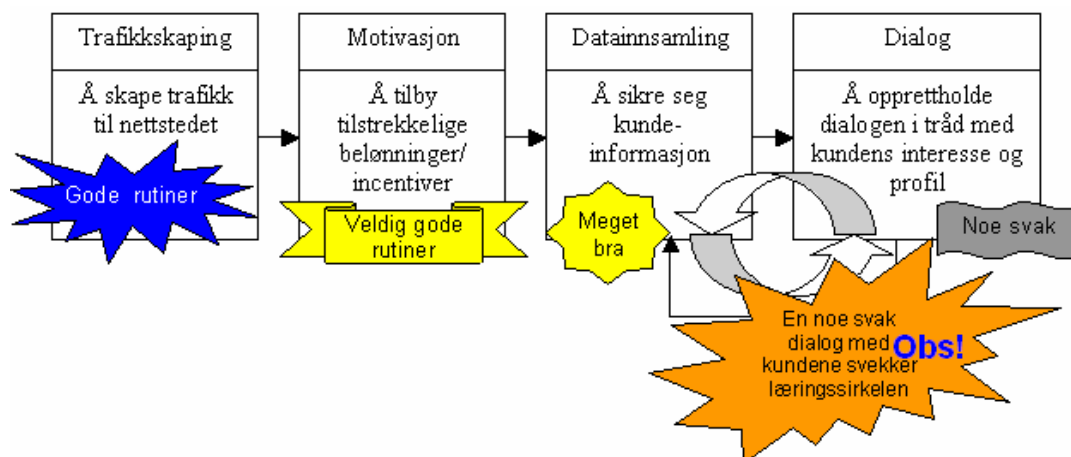 Trafikkskaping
Å skape trafikk
til nettstedet
Gode rutiner
Motivasjon
Å tilby
tilstrekkelige
belønninger/
incentiver
Veldig gode
rutiner
Datainnsamling
Å sikre seg
kunde-
informasjon
Meget
bra
Dialog
Å opprettholde
dialogen i tråd med
kundens interesse og
profil
Noe svak
En noe svak
dialog med
kundene svekker
læringssirkelen
Obs!